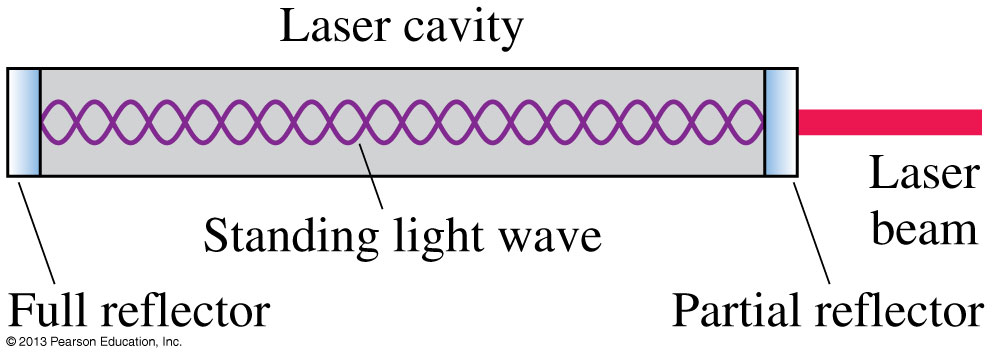 Laser cavity
Laser
beam
Standing light wave
Full reflector
Partial reflector
© 2013 Pearson Education, Inc.